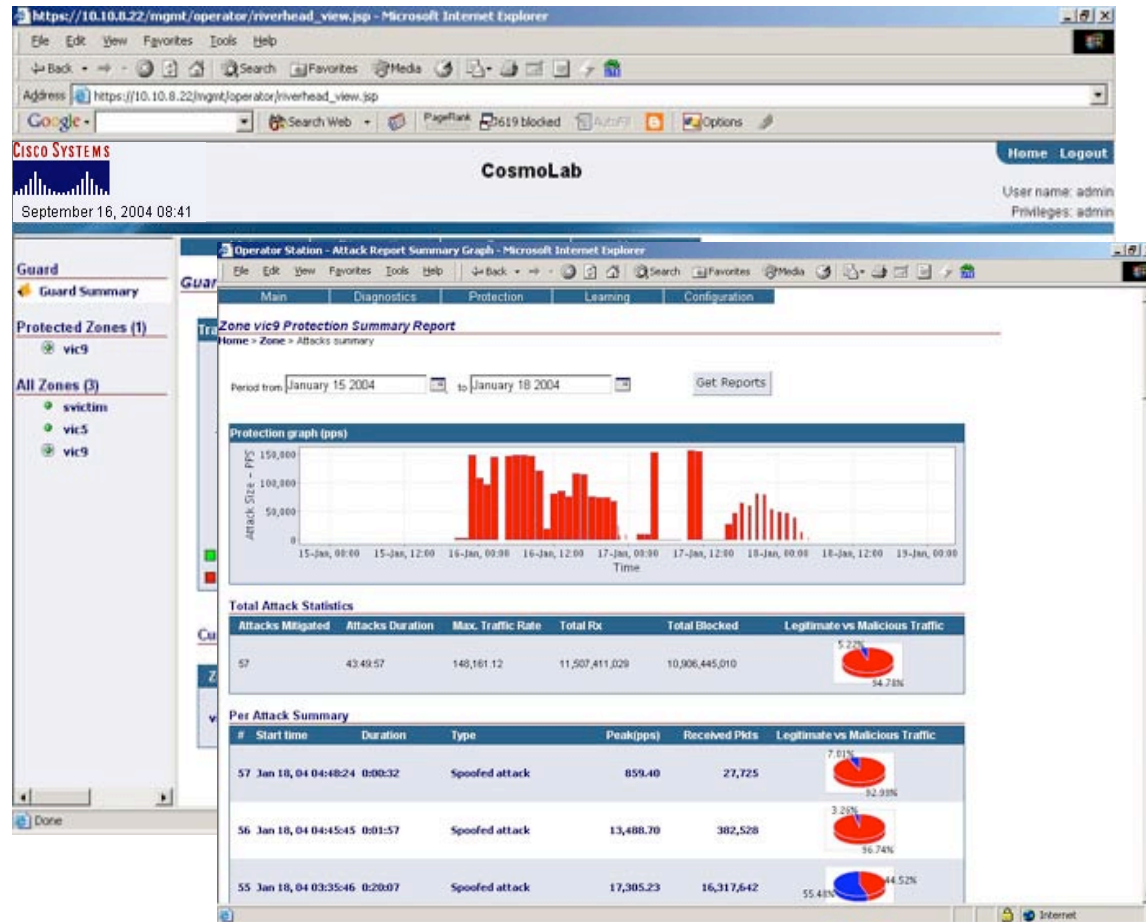 https://10.10.8.22/mgmt/operator/riverhead_view.jsp - Microsoft Internet Explorer
File Edit View Favorites Tools Help
Back Search Favorites Media
Address https://10.10.8.22/mgmt/operator/riverhead_view.jsp
Google Search Web PageRank 3619 blocked AutoFill Options
CISCO SYSTEMS
CosmoLab
Home Logout
User name: admin
Privileges: admin
September 16, 2004 08:41
Guard
Guard Summary
Protected Zones (1)
vic9
All Zones (3)
svictim
vic5
vic9
Done
Guar
Tra
Cu
Z
v
Operator Station - Attack Report Summary Graph - Microsoft Internet Explorer
File Edit View Favorites Tools Help Back Search Favorites Media
Main Diagnostics Protection Learning Configuration
Zone vic9 Protection Summary Report
Home > Zone > Attacks summary
Period from January 15 2004 to January 18 2004 Get Reports
Protection graph (pps)
Attack Size - PPS
150,000
100,000
50,000
0
15-Jan, 00:00 15-Jan, 12:00 16-Jan, 00:00 16-Jan, 12:00 17-Jan, 00:00 17-Jan, 12:00 18-Jan, 00:00 18-Jan, 12:00 19-Jan, 00:00
Time
Total Attack Statistics
Attacks Mitigated Attacks Duration Max. Traffic Rate Total Rx Total Blocked Legitimate vs Malicious Traffic
57 43:49:57 148,161.12 11,507,411,029 10,906,445,010 5.22% 94.78%
Per Attack Summary
# Start time Duration Type Peak(pps) Received Pkts Legitimate vs Malicious Traffic
57 Jan 18, 04 04:48:24 0:00:32 Spoofed attack 859.40 27,725 7.01% 92.99%
56 Jan 18, 04 04:45:45 0:01:57 Spoofed attack 13,488.70 382,528 3.26% 96.74%
55 Jan 18, 04 03:35:46 0:20:07 Spoofed attack 17,305.23 16,317,642 55.48% 44.52%
Internet